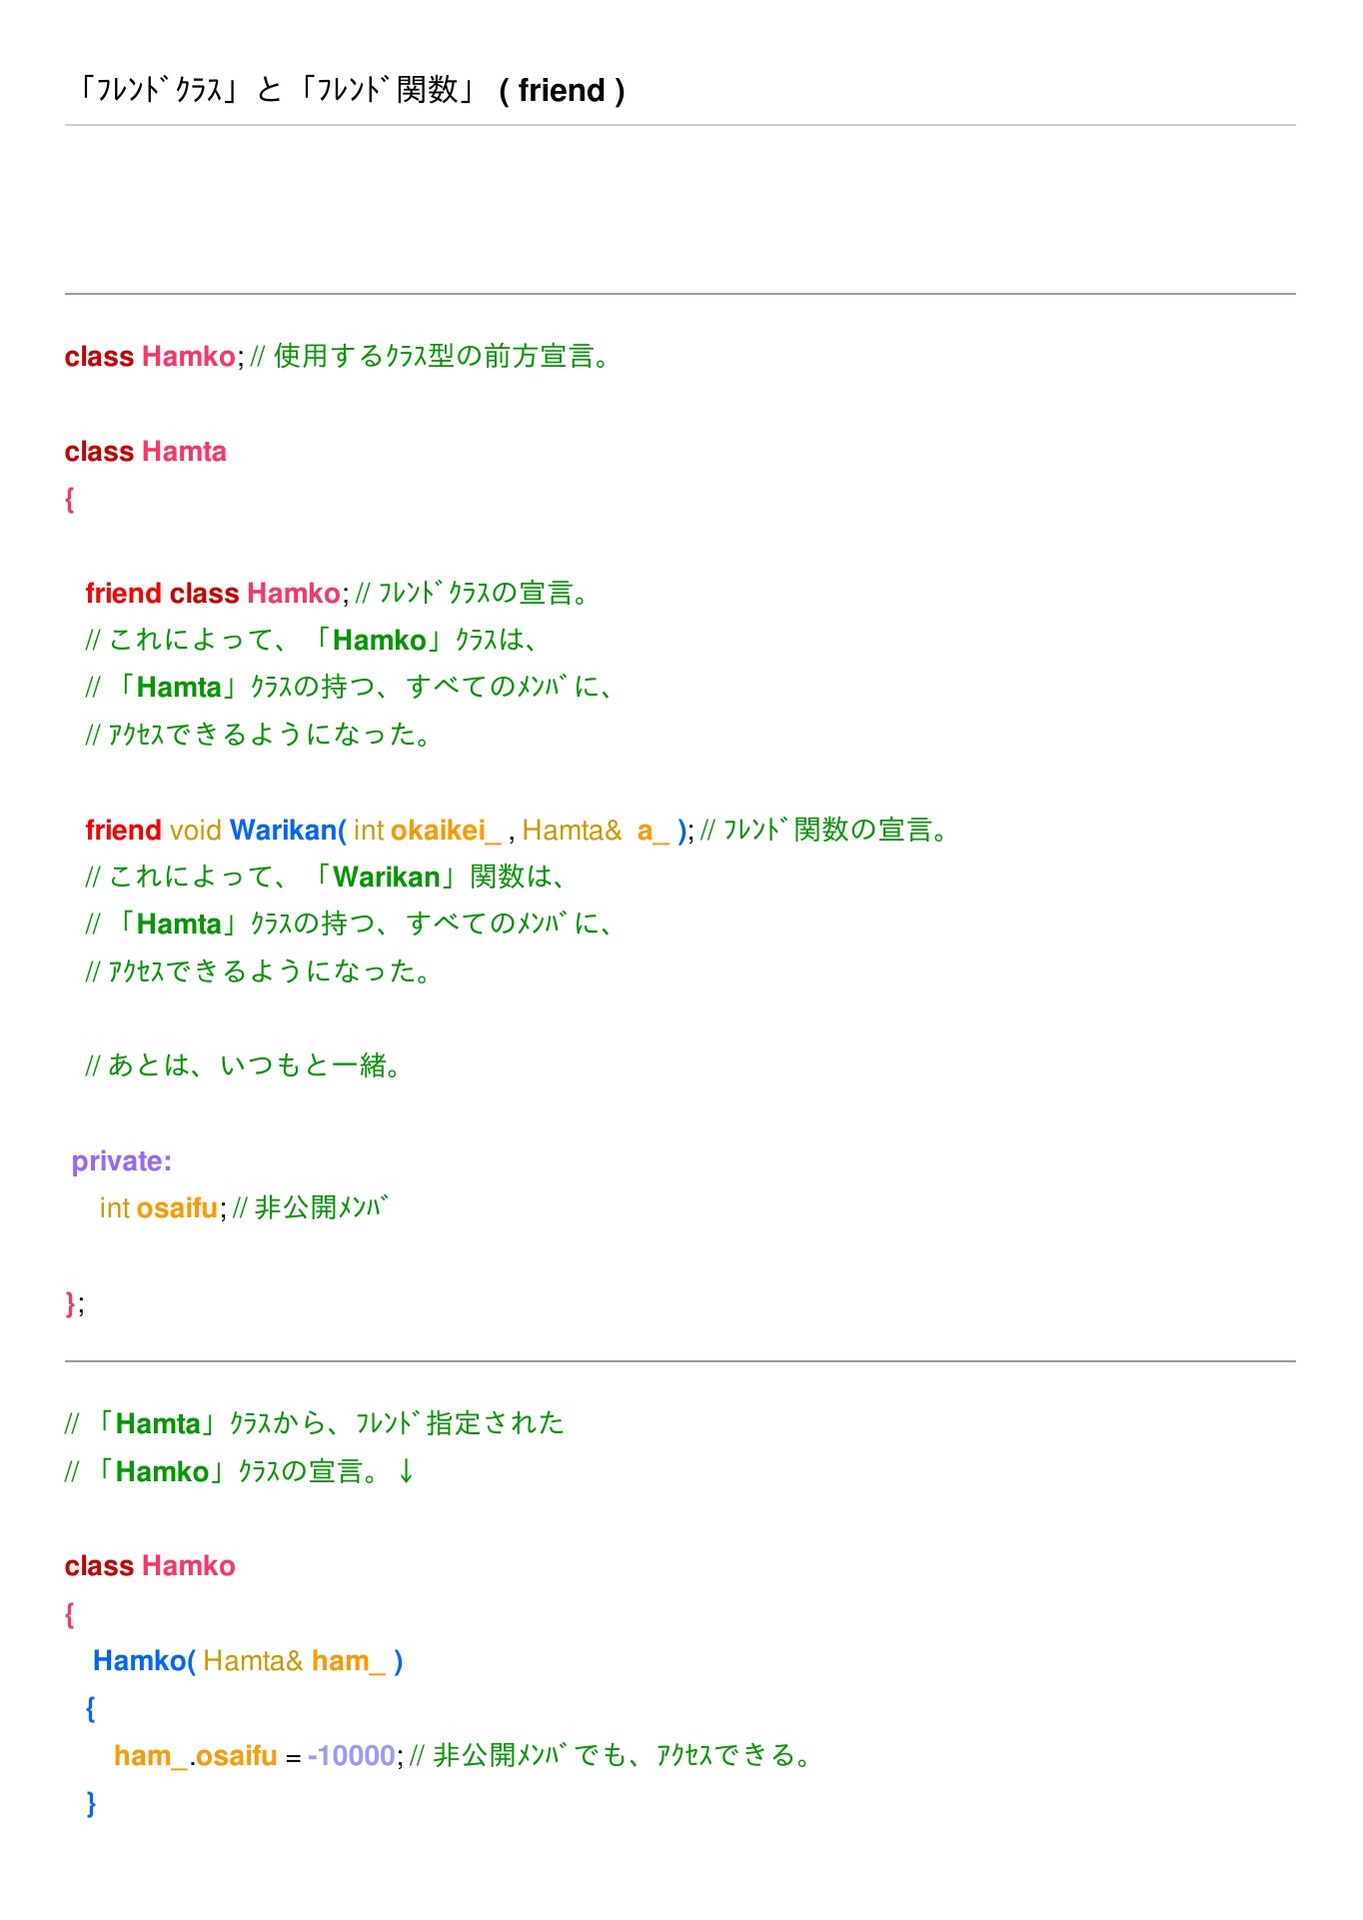 「ﾌﾚﾝﾄﾞｸﾗｽ」と「ﾌﾚﾝﾄﾞ関数」 ( friend )
class Hamko; // 使用するｸﾗｽ型の前方宣言。
class Hamta
{
friend class Hamko; // ﾌﾚﾝﾄﾞｸﾗｽの宣言。
// これによって、「Hamko」ｸﾗｽは、
// 「Hamta」ｸﾗｽの持つ、すべてのﾒﾝﾊﾞに、
// ｱｸｾｽできるようになった。
friend void Warikan( int okaikei_ , Hamta&  a_ ); // ﾌﾚﾝﾄﾞ関数の宣言。
// これによって、「Warikan」関数は、
// 「Hamta」ｸﾗｽの持つ、すべてのﾒﾝﾊﾞに、
// ｱｸｾｽできるようになった。
// あとは、いつもと一緒。
private:
int osaifu; // 非公開ﾒﾝﾊﾞ
};
// 「Hamta」ｸﾗｽから、ﾌﾚﾝﾄﾞ指定された
// 「Hamko」ｸﾗｽの宣言。↓
class Hamko
{
Hamko( Hamta& ham_ )
{
ham_.osaifu = -10000; // 非公開ﾒﾝﾊﾞでも、ｱｸｾｽできる。
}